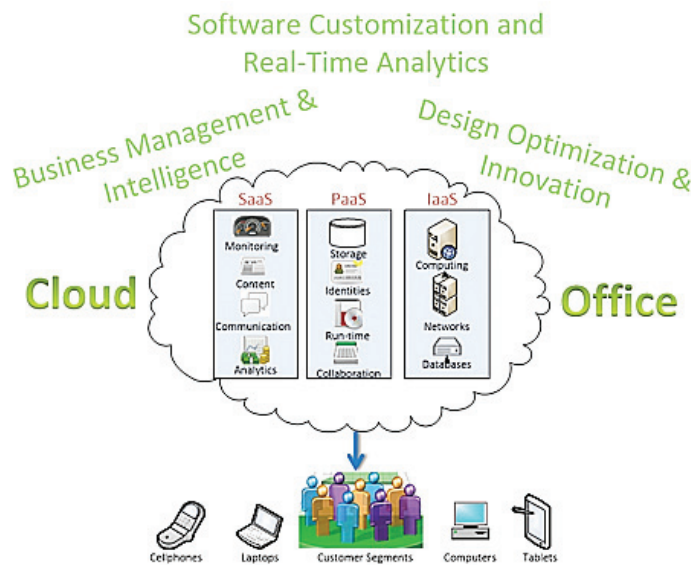 Software Customization and
Real-Time Analytics
Business Management &
Intelligence
Design Optimization &
Innovation
Cloud
Office
SaaS
Monitoring
Content
Communication
Analytics
PaaS
Storage
Identities
Run-time
Collaboration
IaaS
Computing
Networks
Databases
Cellphones
Laptops
Customer Segments
Computers
Tablets